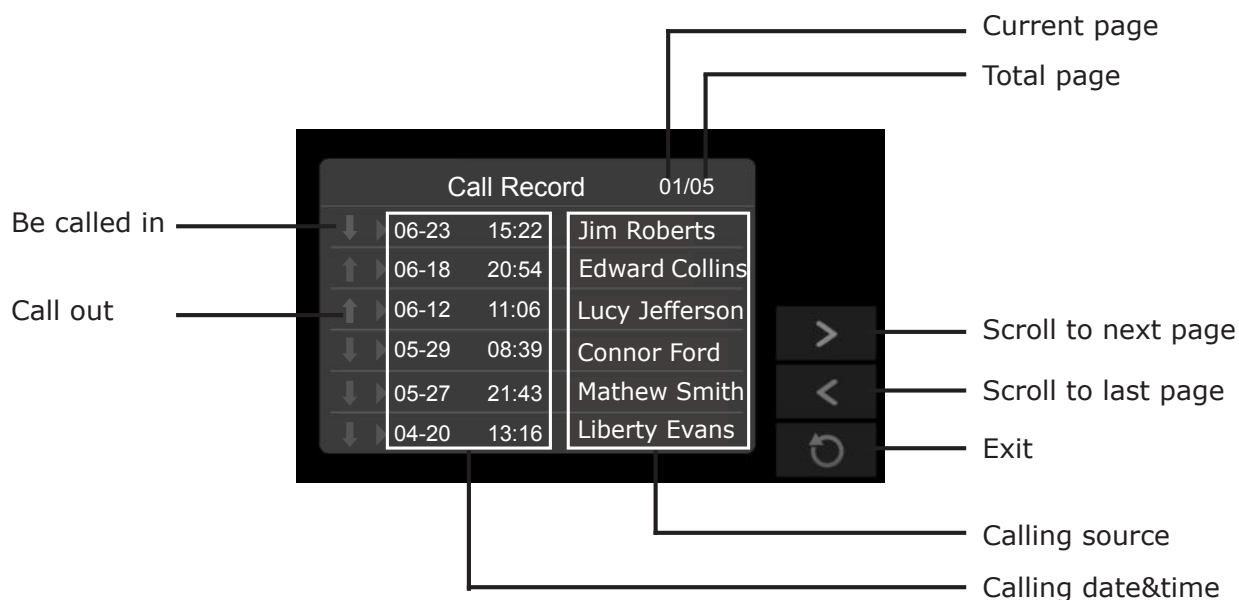 Current page
Total page
Call Record 01/05
Be called in
06-23 15:22 Jim Roberts
06-18 20:54 Edward Collins
Call out
06-12 11:06 Lucy Jefferson
05-29 08:39 Connor Ford
05-27 21:43 Mathew Smith
04-20 13:16 Liberty Evans
Scroll to next page
Scroll to last page
Exit
Calling source
Calling date&time